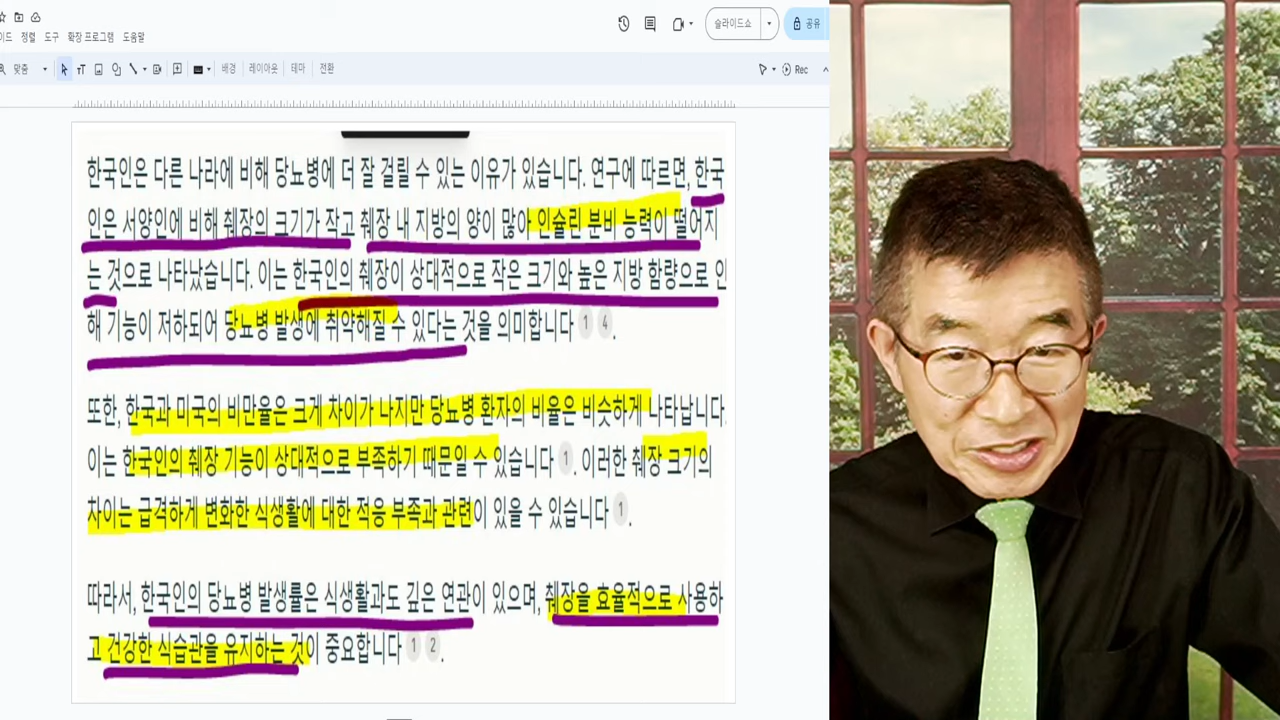 정렬 도구 확장 프로그램 도움말
슬라이드쇼
공유
맞춤
배경 레이아웃 테마 전환
Rec
한국인은 다른 나라에 비해 당뇨병에 더 잘 걸릴 수 있는 이유가 있습니다. 연구에 따르면, 한국
인은 서양인에 비해 췌장의 크기가 작고 췌장 내 지방의 양이 많아 인슐린 분비 능력이 떨어지
는 것으로 나타났습니다. 이는 한국인의 췌장이 상대적으로 작은 크기와 높은 지방 함량으로 인
해 기능이 저하되어 당뇨병 발생에 취약해질 수 있다는 것을 의미합니다 1 4.
또한, 한국과 미국의 비만율은 크게 차이가 나지만 당뇨병 환자의 비율은 비슷하게 나타납니다.
이는 한국인의 췌장 기능이 상대적으로 부족하기 때문일 수 있습니다 1. 이러한 췌장 크기의
차이는 급격하게 변화한 식생활에 대한 적응 부족과 관련이 있을 수 있습니다 1.
따라서, 한국인의 당뇨병 발생률은 식생활과도 깊은 연관이 있으며, 췌장을 효율적으로 사용하
고 건강한 식습관을 유지하는 것이 중요합니다 1 2.